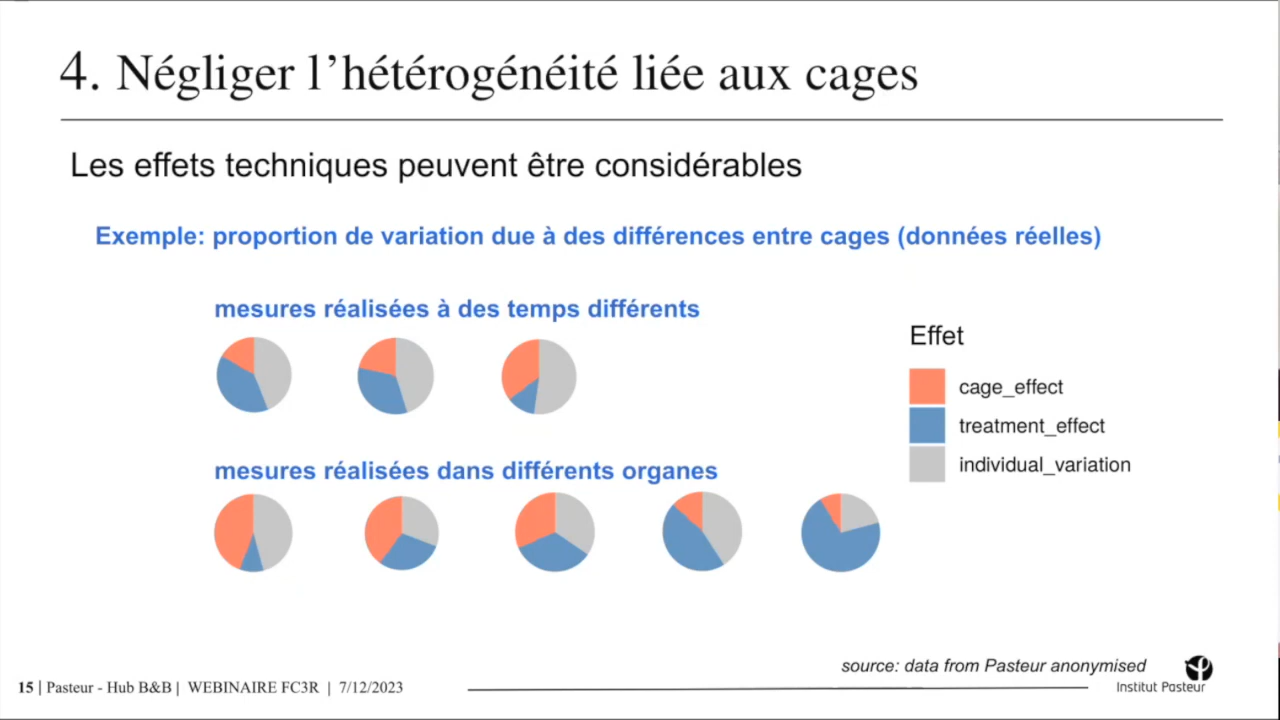 4. Négliger l’hétérogénéité liée aux cages
Les effets techniques peuvent être considérables
Exemple: proportion de variation due à des différences entre cages (données réelles)
mesures réalisées à des temps différents
Effet
cage_effect
treatment_effect
individual_variation
mesures réalisées dans différents organes
source: data from Pasteur anonymised
15 | Pasteur - Hub B&B | WEBINAIRE FC3R | 7/12/2023
Institut Pasteur